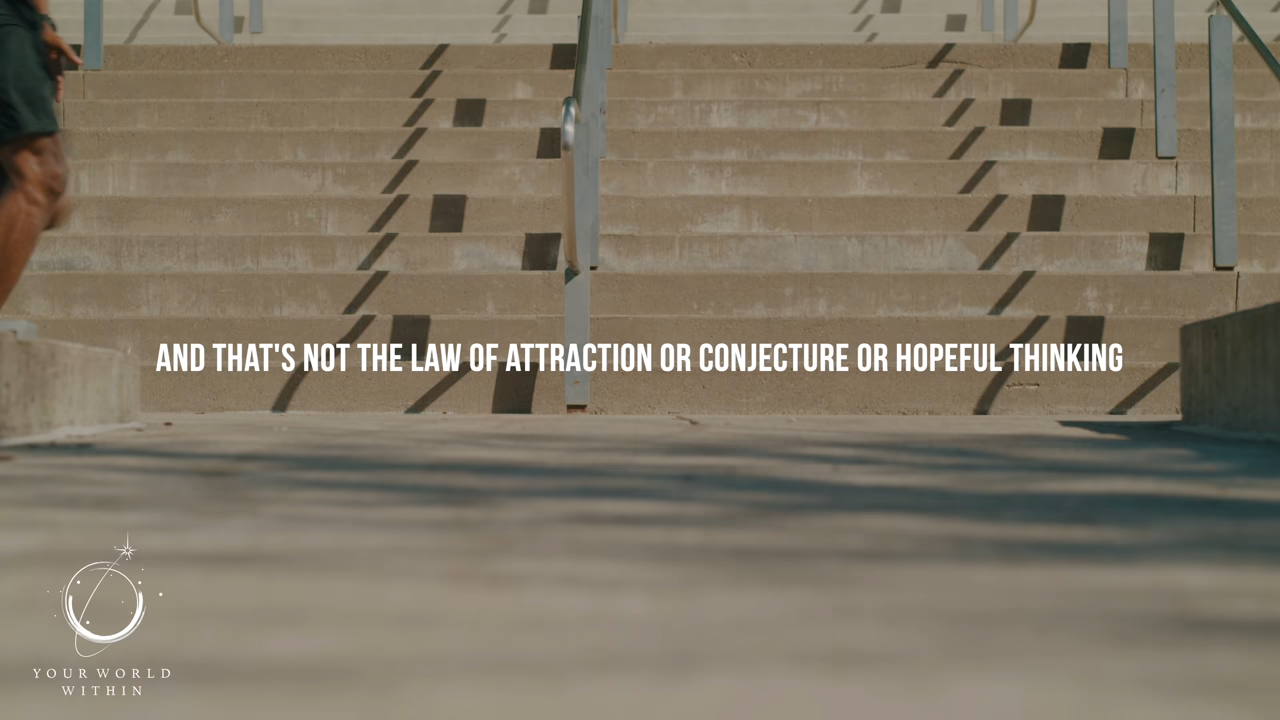 AND THAT'S NOT THE LAW OF ATTRACTION OR CONJECTURE OR HOPEFUL THINKING
YOUR WORLD
WITHIN